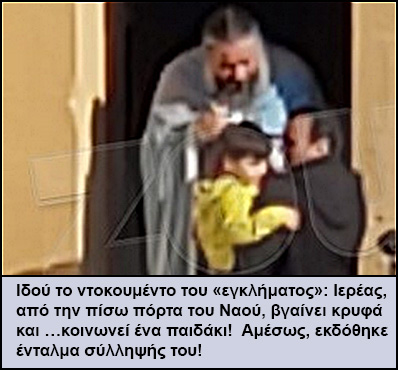 ZOU
Ιδού το ντοκουμέντο του «εγκλήματος»: Ιερέας,
από την πίσω πόρτα του Ναού, βγαίνει κρυφά
και …κοινωνεί ένα παιδάκι! Αμέσως, εκδόθηκε
ένταλμα σύλληψής του!